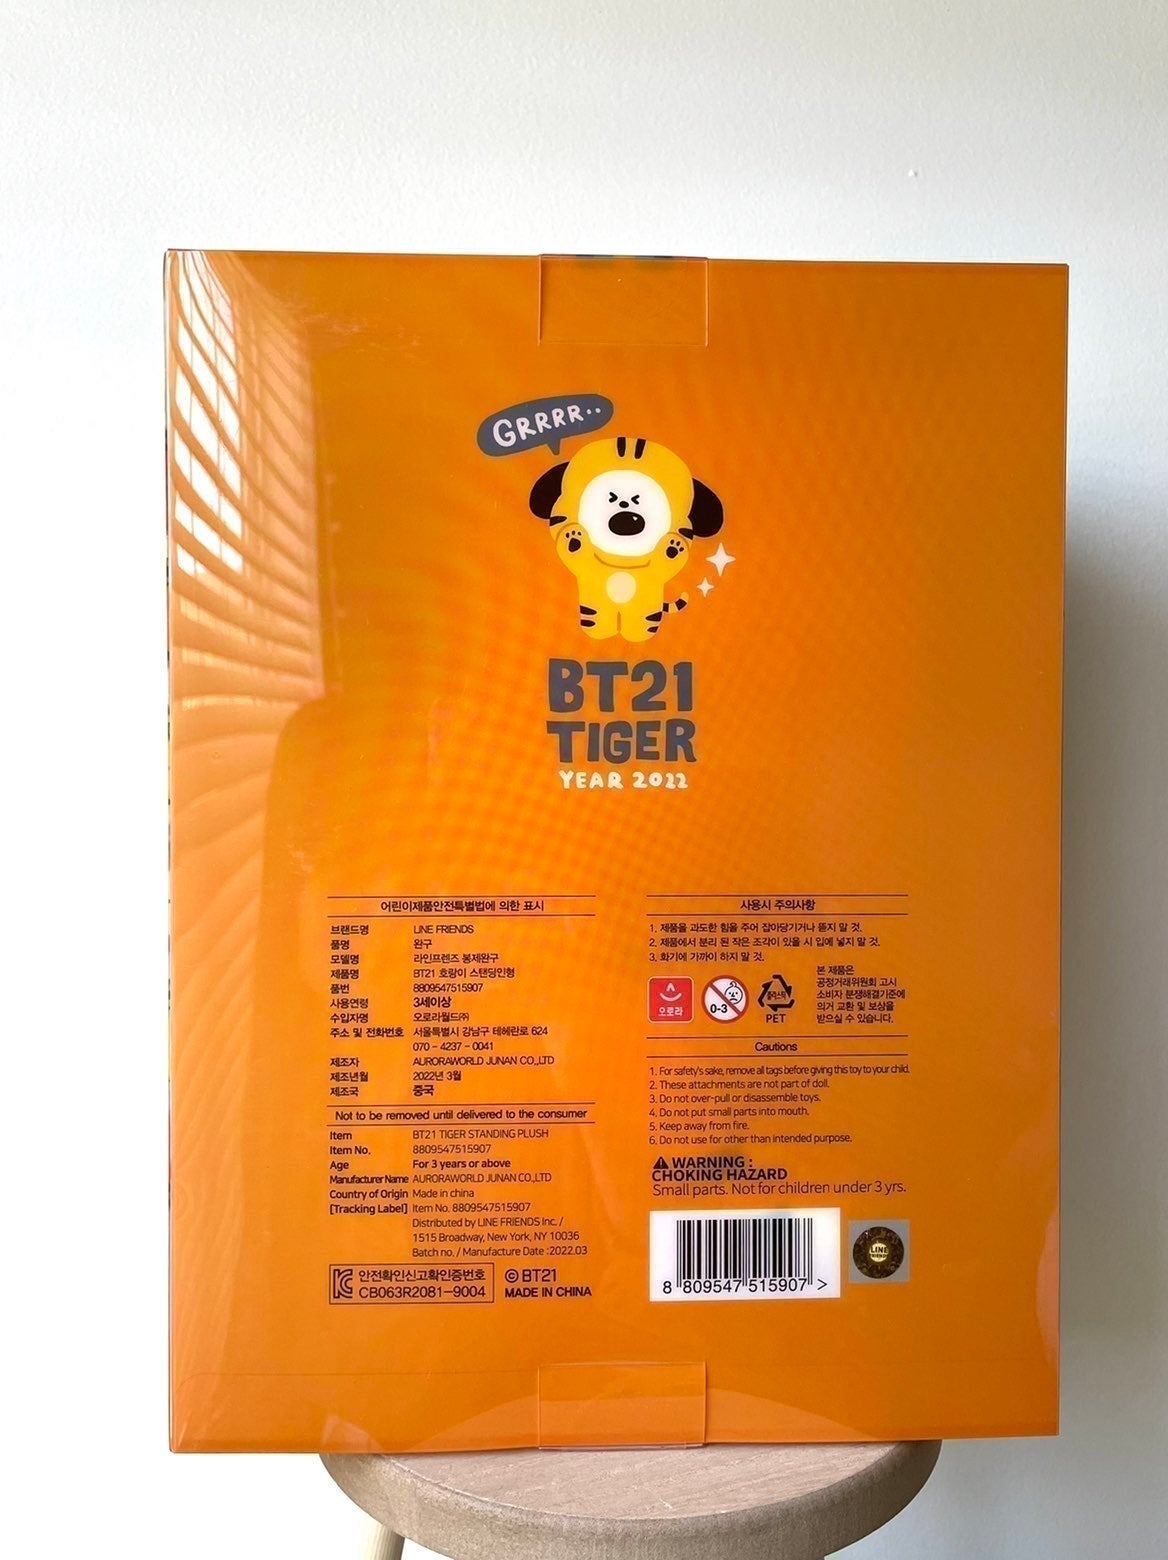 GRRRR..
BT21
TIGER
YEAR 2022
어린이제품안전특별법에 의한 표시
브랜드명 LINE FRIENDS
품명 완구
모델명 라인프렌즈 봉제완구
제품명 BT21 호랑이 스탠딩인형
품번 8809547515907
사용연령 3세이상
수입자명 오로라월드㈜
주소 및 전화번호 서울특별시 강남구 테헤란로 624
070 - 4237 - 0041
제조자 AURORAWORLD JUNAN CO.,LTD
제조년월 2022년 3월
제조국 중국
Not to be removed until delivered to the consumer
Item BT21 TIGER STANDING PLUSH
Item No. 8809547515907
Age For 3 years or above
Manufacturer Name AURORAWORLD JUNAN CO.,LTD
Country of Origin Made in china
[Tracking Label] Item No. 8809547515907
Distributed by LINE FRIENDS Inc. /
1515 Broadway, New York, NY 10036
Batch no. / Manufacture Date :2022.03
안전확인신고확인증번호
CB063R2081-9004
© BT21
MADE IN CHINA
사용시 주의사항
1. 제품을 과도한 힘을 주어 잡아당기거나 뜯지 말 것.
2. 제품에서 분리 된 작은 조각이 있을 시 입에 넣지 말 것.
3. 화기에 가까이 하지 말 것.
오로라
0-3
플라스틱
PET
본 제품은
공정거래위원회 고시
소비자 분쟁해결기준에
의거 교환 및 보상을
받으실 수 있습니다.
Cautions
1. For safety's sake, remove all tags before giving this toy to your child.
2. These attachments are not part of doll.
3. Do not over-pull or disassemble toys.
4. Do not put small parts into mouth.
5. Keep away from fire.
6. Do not use for other than intended purpose.
WARNING :
CHOKING HAZARD
Small parts. Not for children under 3 yrs.
8 809547 515907 >
LINE
FRIENDS